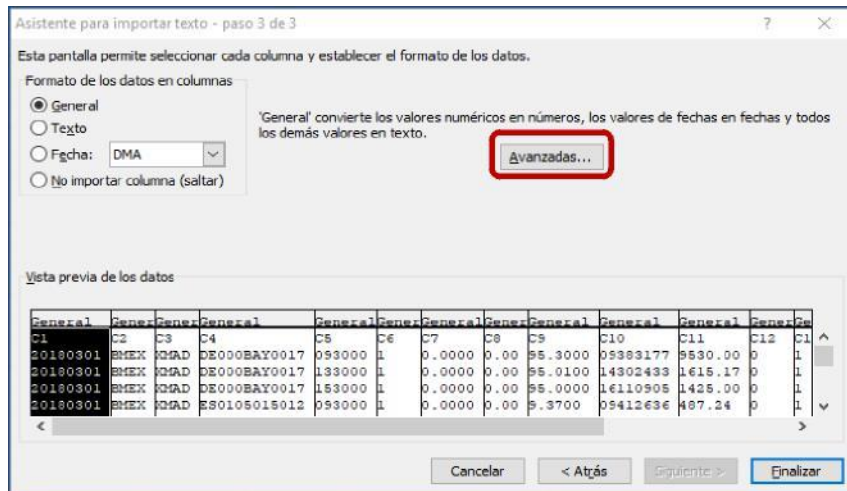 Asistente para importar texto - paso 3 de 3
Esta pantalla permite seleccionar cada columna y establecer el formato de los datos.
Formato de los datos en columnas
General
Texto
Fecha: DMA
No importar columna (saltar)
'General' convierte los valores numéricos en números, los valores de fechas en fechas y todos
los demás valores en texto.
Avanzadas...
Vista previa de los datos
General Gener Gener General General Gener General Gener General General General Gener Ge
C1 C2 C3 C4 C5 C6 C7 C8 C9 C10 C11 C12 C1
20180301 BMEX XMAD DE000BAY0017 093000 1 0.0000 0.00 95.3000 09383177 9530.00 0 1
20180301 BMEX XMAD DE000BAY0017 133000 1 0.0000 0.00 95.0100 14302433 1615.17 0 1
20180301 BMEX XMAD DE000BAY0017 153000 1 0.0000 0.00 95.0000 16110905 1425.00 0 1
20180301 BMEX XMAD ES0105015012 093000 1 0.0000 0.00 9.3700 09412636 487.24 0 1
Cancelar < Atrás Siguiente > Finalizar